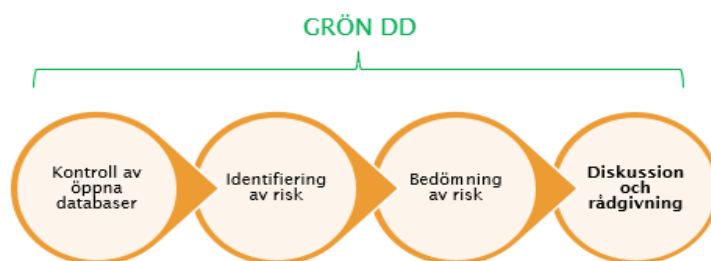 GRÖN DD
Kontroll av
öppna
databaser
Identifiering
av risk
Bedömning
av risk
Diskussion
och
rådgivning